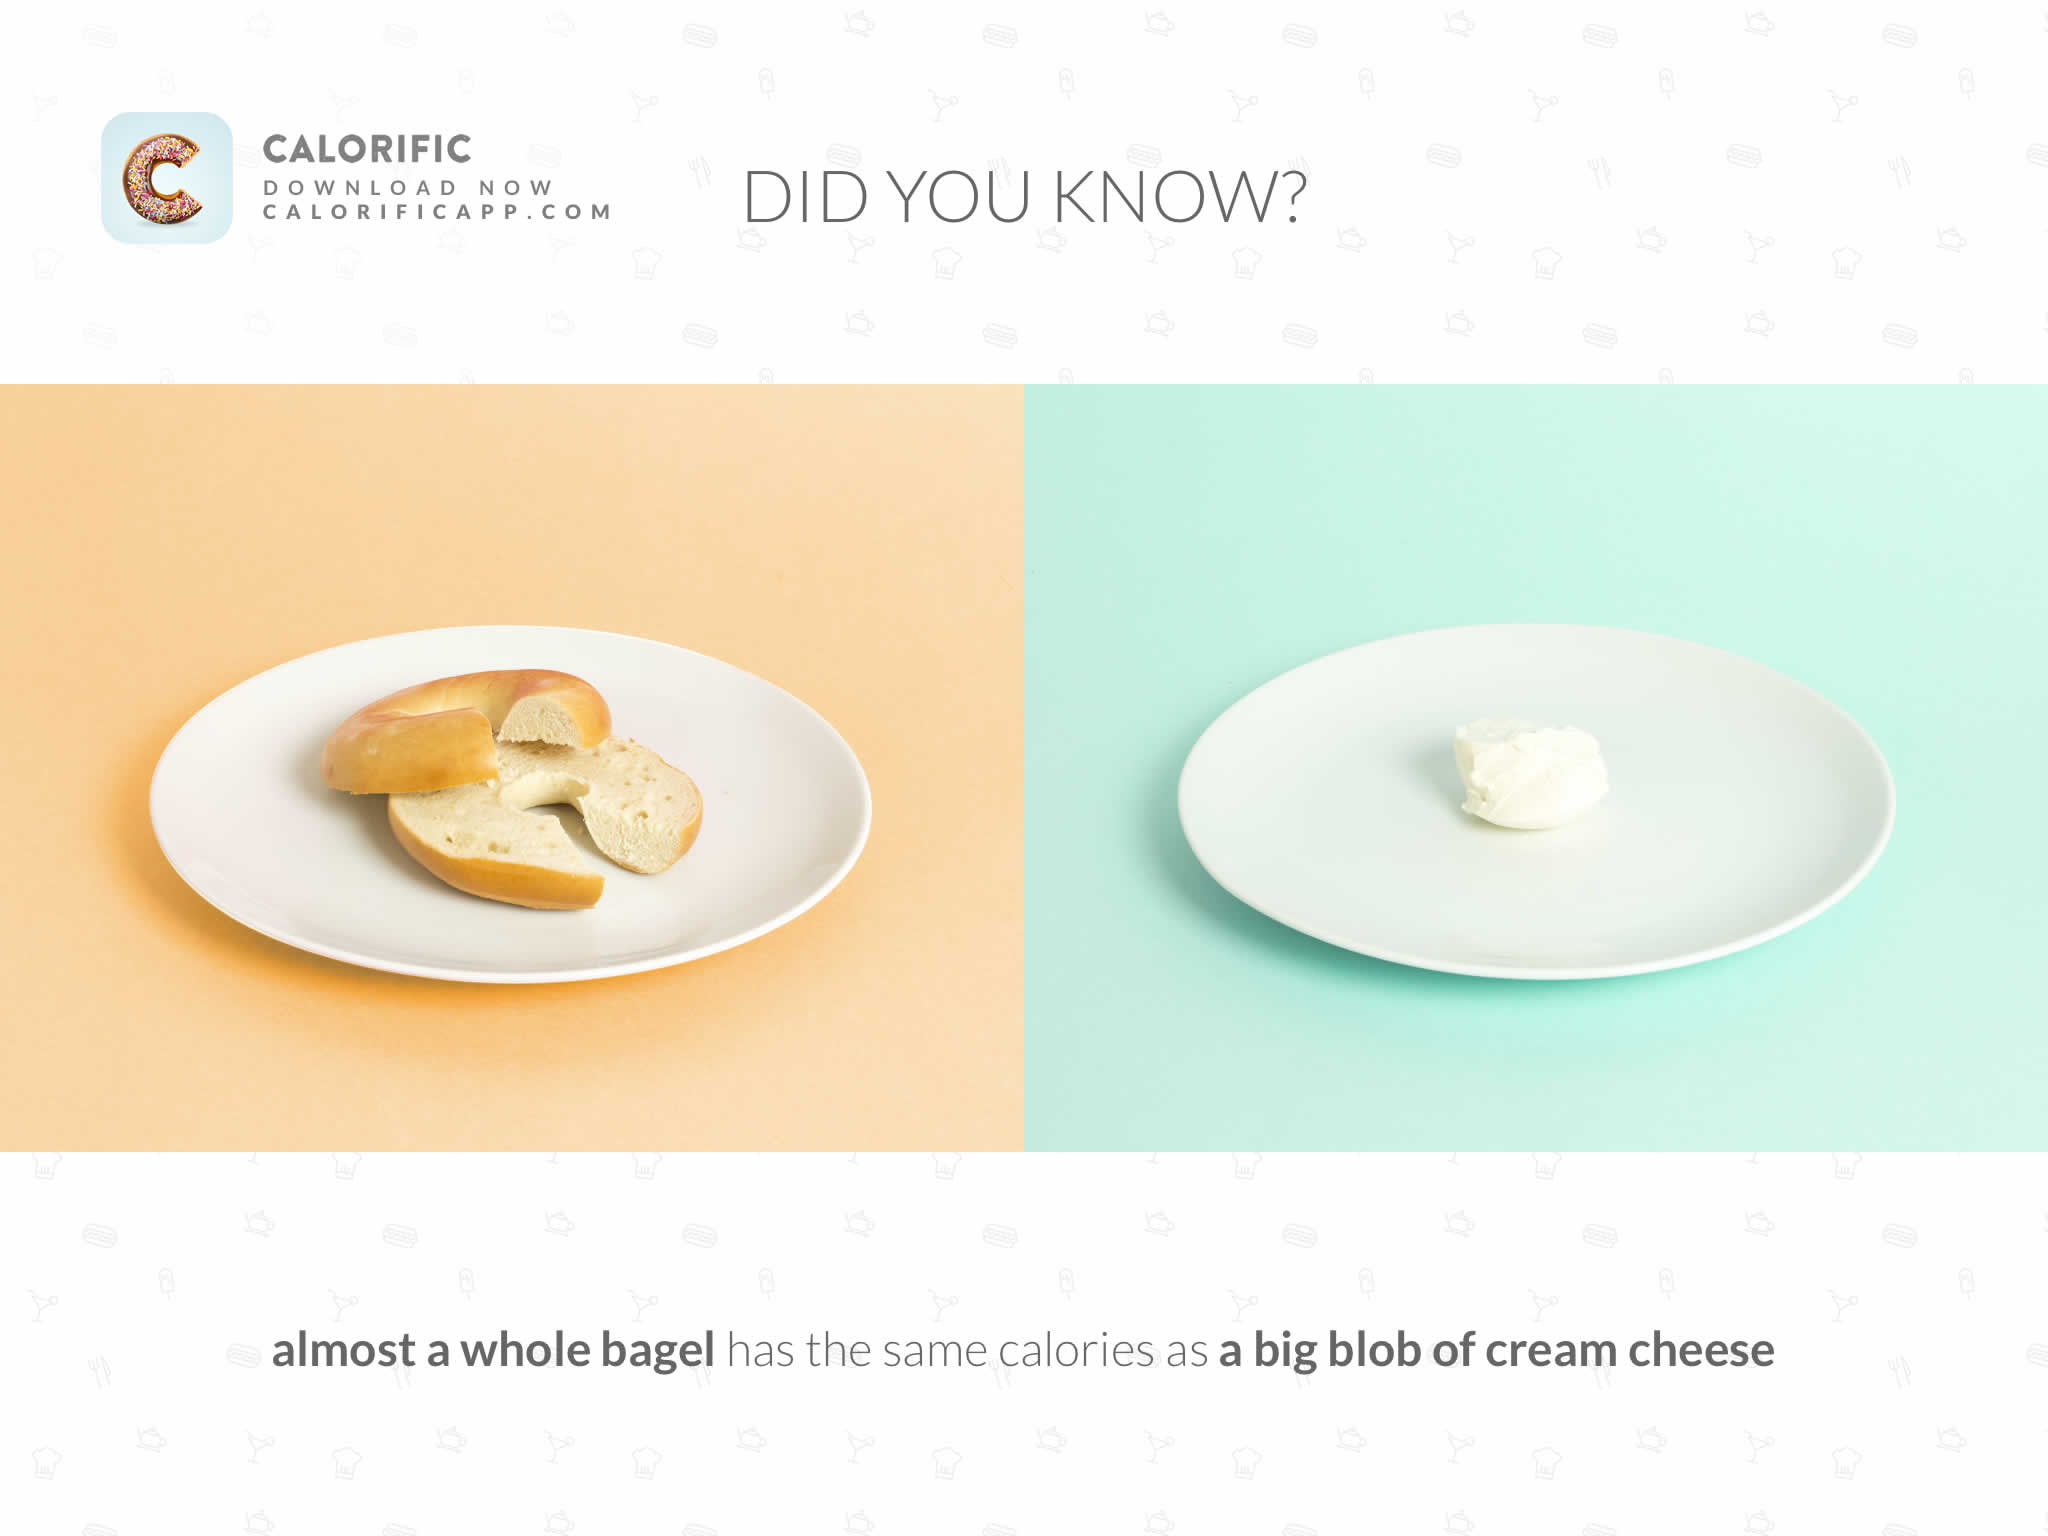 CALORIFIC
DOWNLOAD NOW
CALORIFICAPP.COM
DID YOU KNOW?
almost a whole bagel has the same calories as a big blob of cream cheese